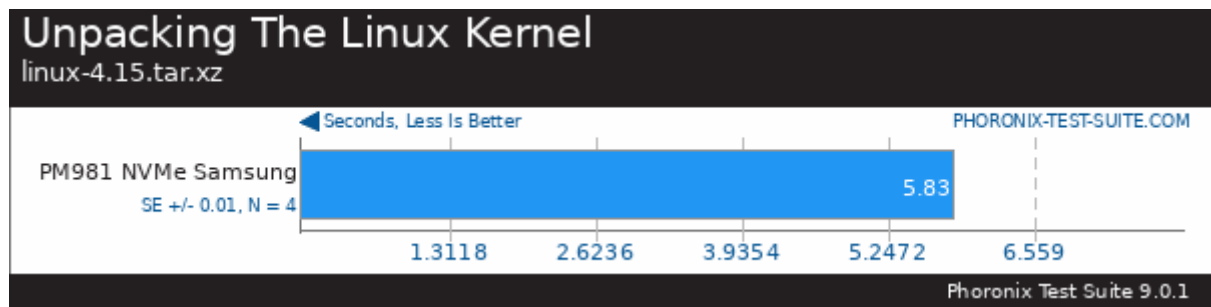 Unpacking The Linux Kernel
linux-4.15.tar.xz
Seconds, Less Is Better
PHORONIX-TEST-SUITE.COM
PM981 NVMe Samsung
5.83
SE +/- 0.01, N = 4
1.3118 2.6236 3.9354 5.2472 6.559
Phoronix Test Suite 9.0.1